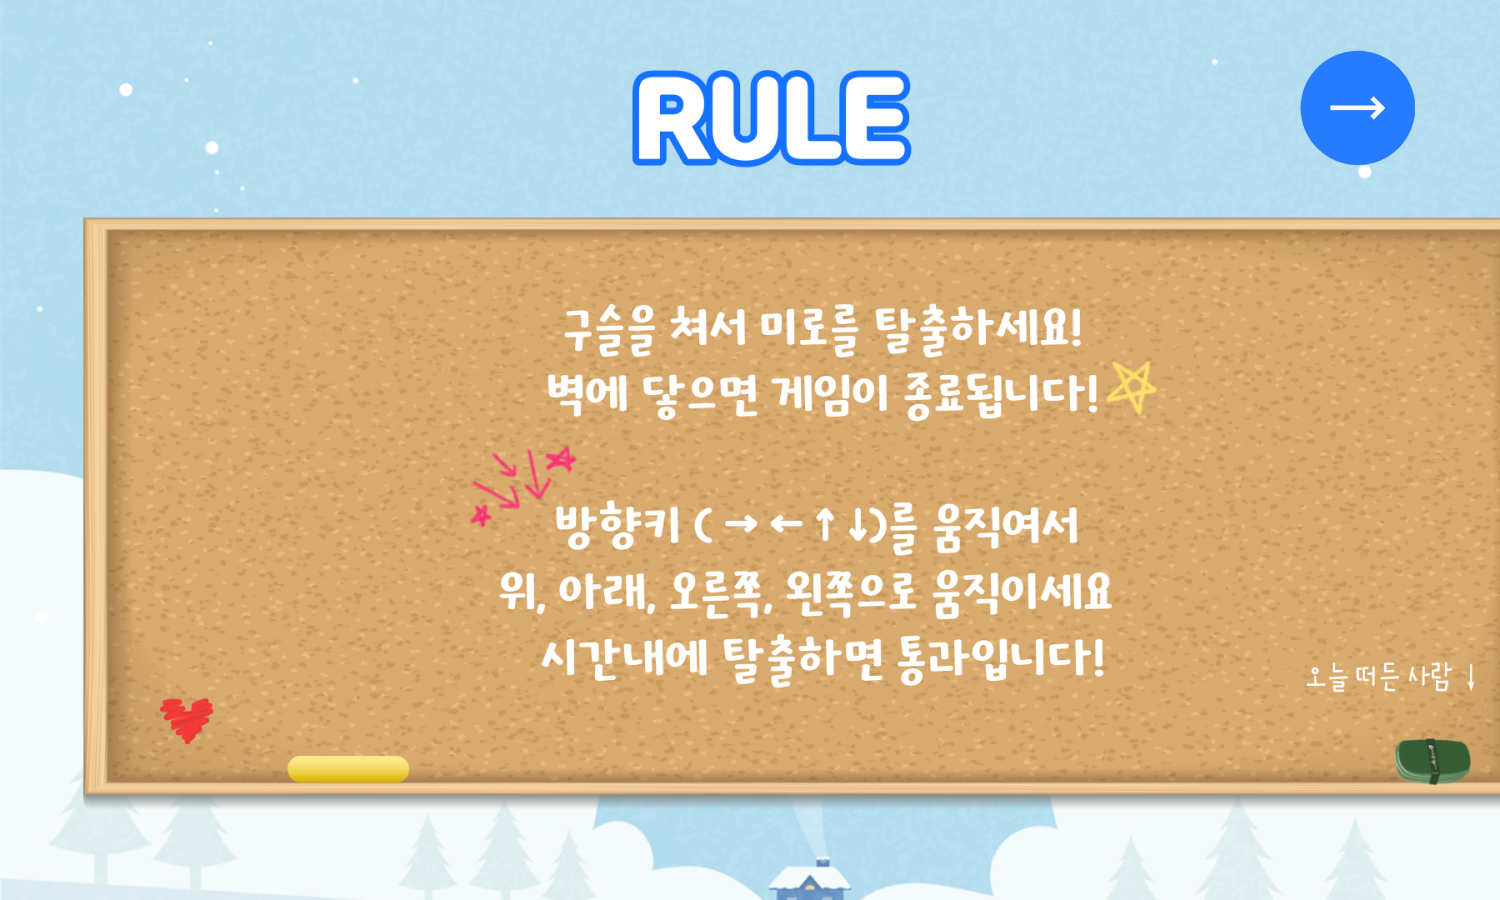 RULE
→
구슬을 쳐서 미로를 탈출하세요!
벽에 닿으면 게임이 종료됩니다!
방향키 ( → ← ↑ ↓)를 움직여서
위, 아래, 오른쪽, 왼쪽으로 움직이세요
시간내에 탈출하면 통과입니다!
오늘 떠든 사람 ↓